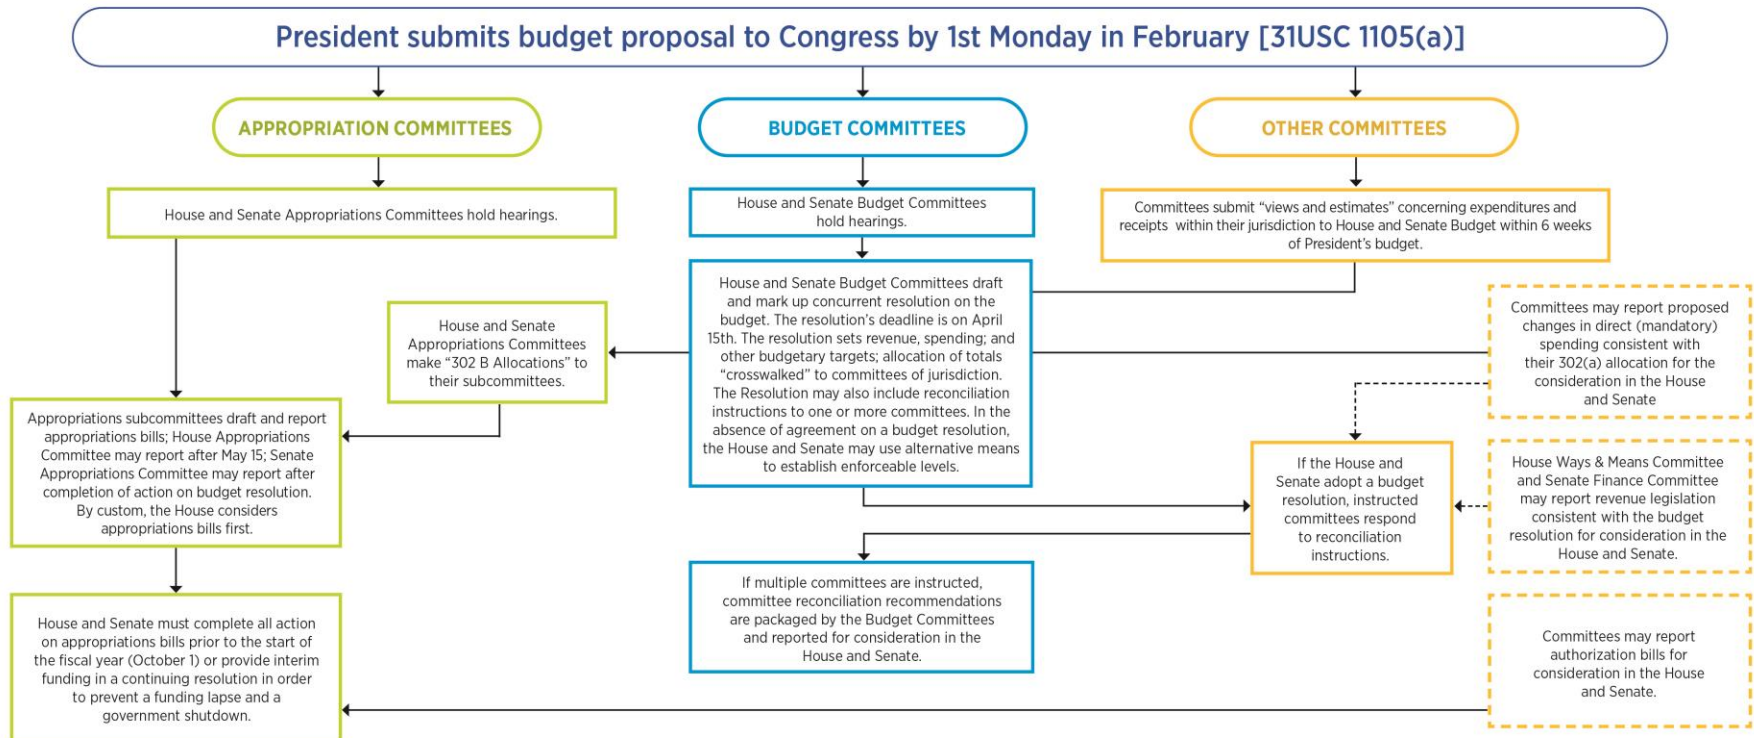 President submits budget proposal to Congress by 1st Monday in February [31USC 1105(a)]
APPROPRIATION COMMITTEES
BUDGET COMMITTEES
OTHER COMMITTEES
House and Senate Appropriations Committees hold hearings.
House and Senate Budget Committees
hold hearings.
Committees submit “views and estimates” concerning expenditures and
receipts within their jurisdiction to House and Senate Budget within 6 weeks
of President’s budget.
House and Senate Budget Committees draft
and mark up concurrent resolution on the
budget. The resolution’s deadline is on April
15th. The resolution sets revenue, spending; and
other budgetary targets; allocation of totals
“crosswalked” to committees of jurisdiction.
The Resolution may also include reconciliation
instructions to one or more committees. In the
absence of agreement on a budget resolution,
the House and Senate may use alternative means
to establish enforceable levels.
House and Senate
Appropriations Committees
make “302 B Allocations” to
their subcommittees.
Committees may report proposed
changes in direct (mandatory)
spending consistent with
their 302(a) allocation for the
consideration in the House
and Senate
Appropriations subcommittees draft and report
appropriations bills; House Appropriations
Committee may report after May 15; Senate
Appropriations Committee may report after
completion of action on budget resolution.
By custom, the House considers
appropriations bills first.
If the House and
Senate adopt a budget
resolution, instructed
committees respond
to reconciliation
instructions.
House Ways & Means Committee
and Senate Finance Committee
may report revenue legislation
consistent with the budget
resolution for consideration in the
House and Senate.
If multiple committees are instructed,
committee reconciliation recommendations
are packaged by the Budget Committees
and reported for consideration in the
House and Senate.
House and Senate must complete all action
on appropriations bills prior to the start of
the fiscal year (October 1) or provide interim
funding in a continuing resolution in order
to prevent a funding lapse and a
government shutdown.
Committees may report
authorization bills for
consideration in the House
and Senate.